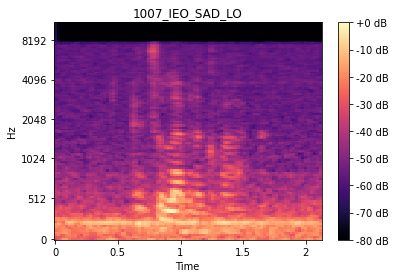 1007_IEO_SAD_LO
Hz
8192
4096
2048
1024
512
0
0
0.5
1
1.5
2
Time
+0 dB
-10 dB
-20 dB
-30 dB
-40 dB
-50 dB
-60 dB
-70 dB
-80 dB